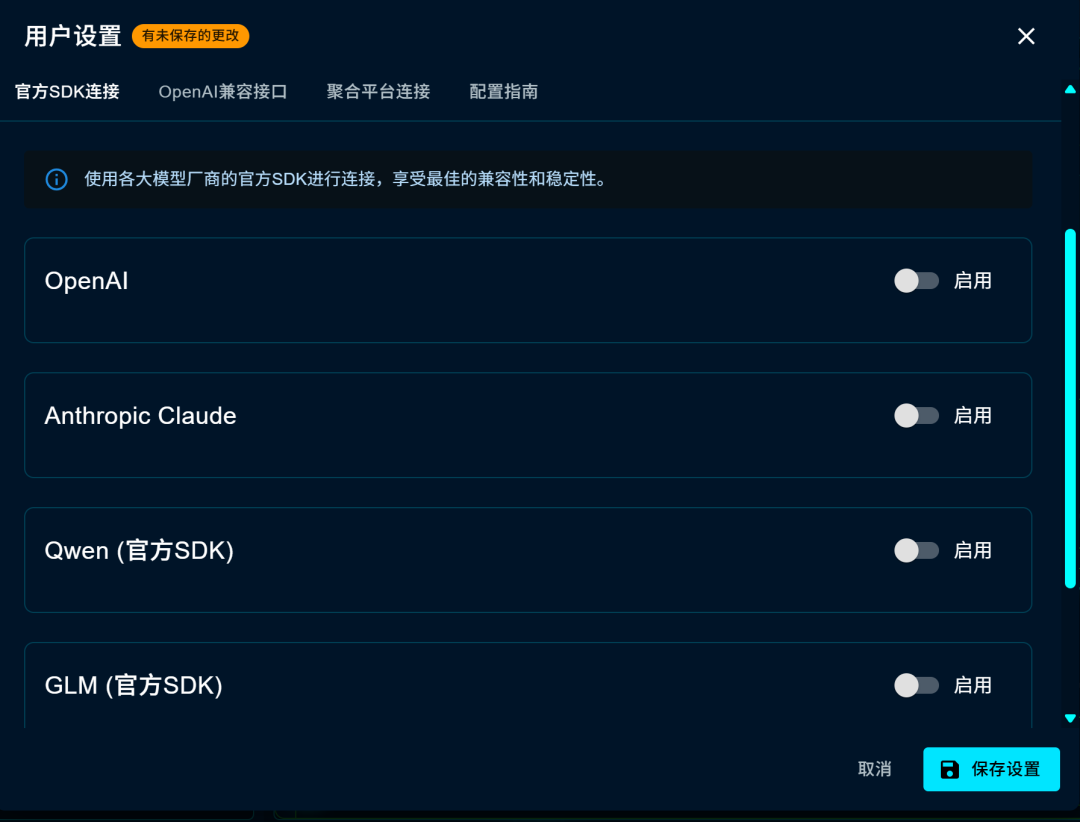 用户设置 有未保存的更改
官方SDK连接 OpenAI兼容接口 聚合平台连接 配置指南
使用各大模型厂商的官方SDK进行连接，享受最佳的兼容性和稳定性。
OpenAI 启用
Anthropic Claude 启用
Qwen (官方SDK) 启用
GLM (官方SDK) 启用
取消 保存设置